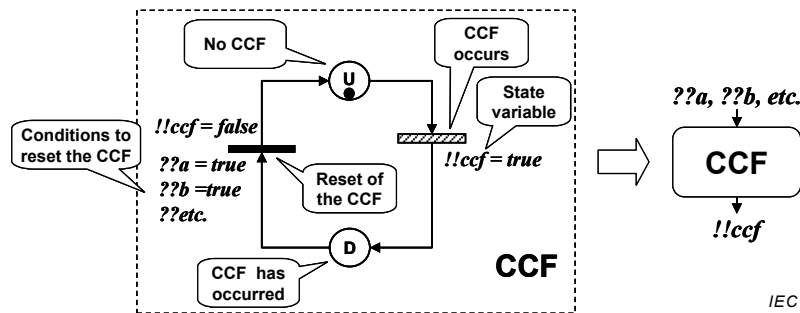 No CCF
U
CCF
occurs
State
variable
!!ccf = false
!!ccf = true
Conditions to
reset the CCF
??a = true
??b =true
??etc.
Reset of
the CCF
D
CCF has
occurred
CCF
??a, ??b, etc.
CCF
!!ccf
IEC